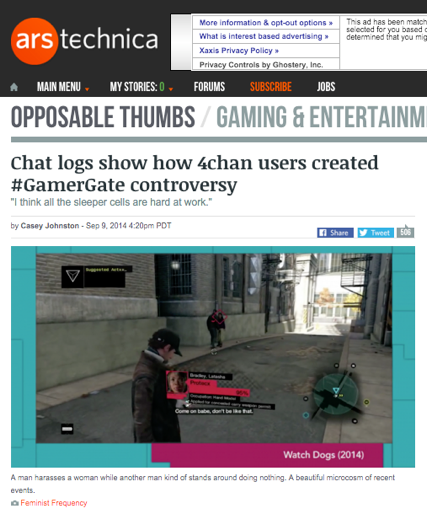 More information & opt-out options »
What is interest based advertising »
Xaxis Privacy Policy »
Privacy Controls by Ghostery, Inc.
This ad has been match
selected for you based o
determined that you mig
ars technica
MAIN MENU
MY STORIES: 0
FORUMS
SUBSCRIBE
JOBS
OPPOSABLE THUMBS / GAMING & ENTERTAINM
Chat logs show how 4chan users created
#GamerGate controversy
"I think all the sleeper cells are hard at work."
by Casey Johnston - Sep 9, 2014 4:20pm PDT
Share
Tweet
506
Suggested Autos,
Bradley, Latasha
Profiled
Come on babe, don't be like that.
Watch Dogs (2014)
A man harasses a woman while another man kind of stands around doing nothing. A beautiful microcosm of recent
events.
Feminist Frequency